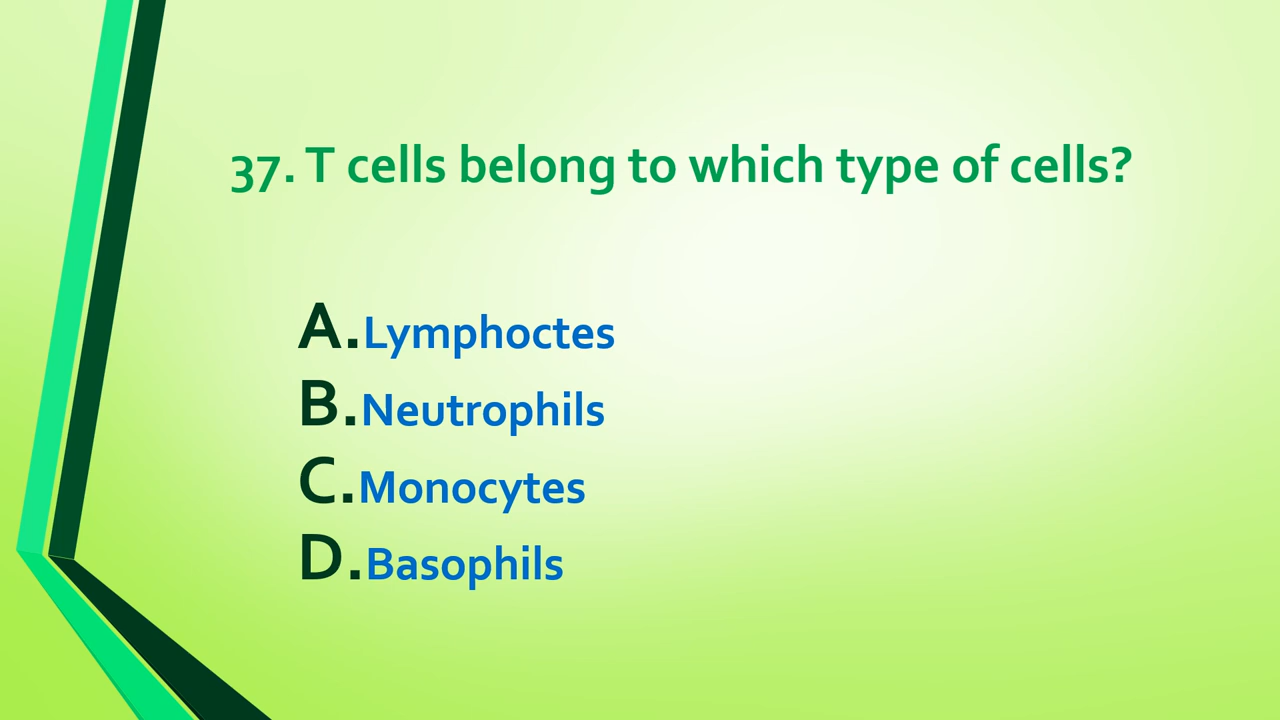 37. T cells belong to which type of cells?
A.Lymphoctes
B.Neutrophils
C.Monocytes
D.Basophils